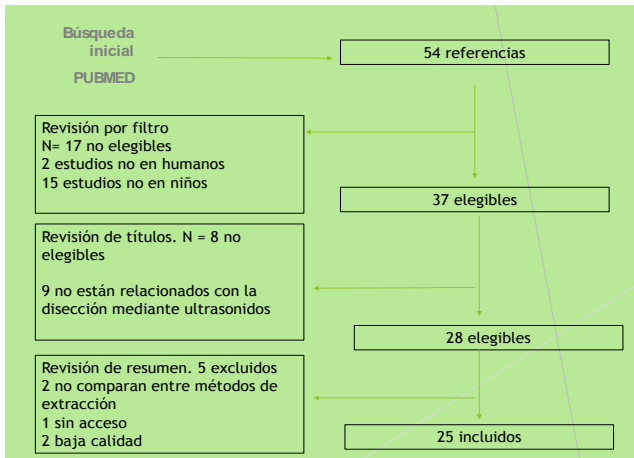 Búsqueda
inicial
PUBMED
54 referencias
Revisión por filtro
N= 17 no elegibles
2 estudios no en humanos
15 estudios no en niños
37 elegibles
Revisión de títulos. N = 8 no
elegibles
9 no están relacionados con la
disección mediante ultrasonidos
28 elegibles
Revisión de resumen. 5 excluidos
2 no comparan entre métodos de
extracción
1 sin acceso
2 baja calidad
25 incluidos